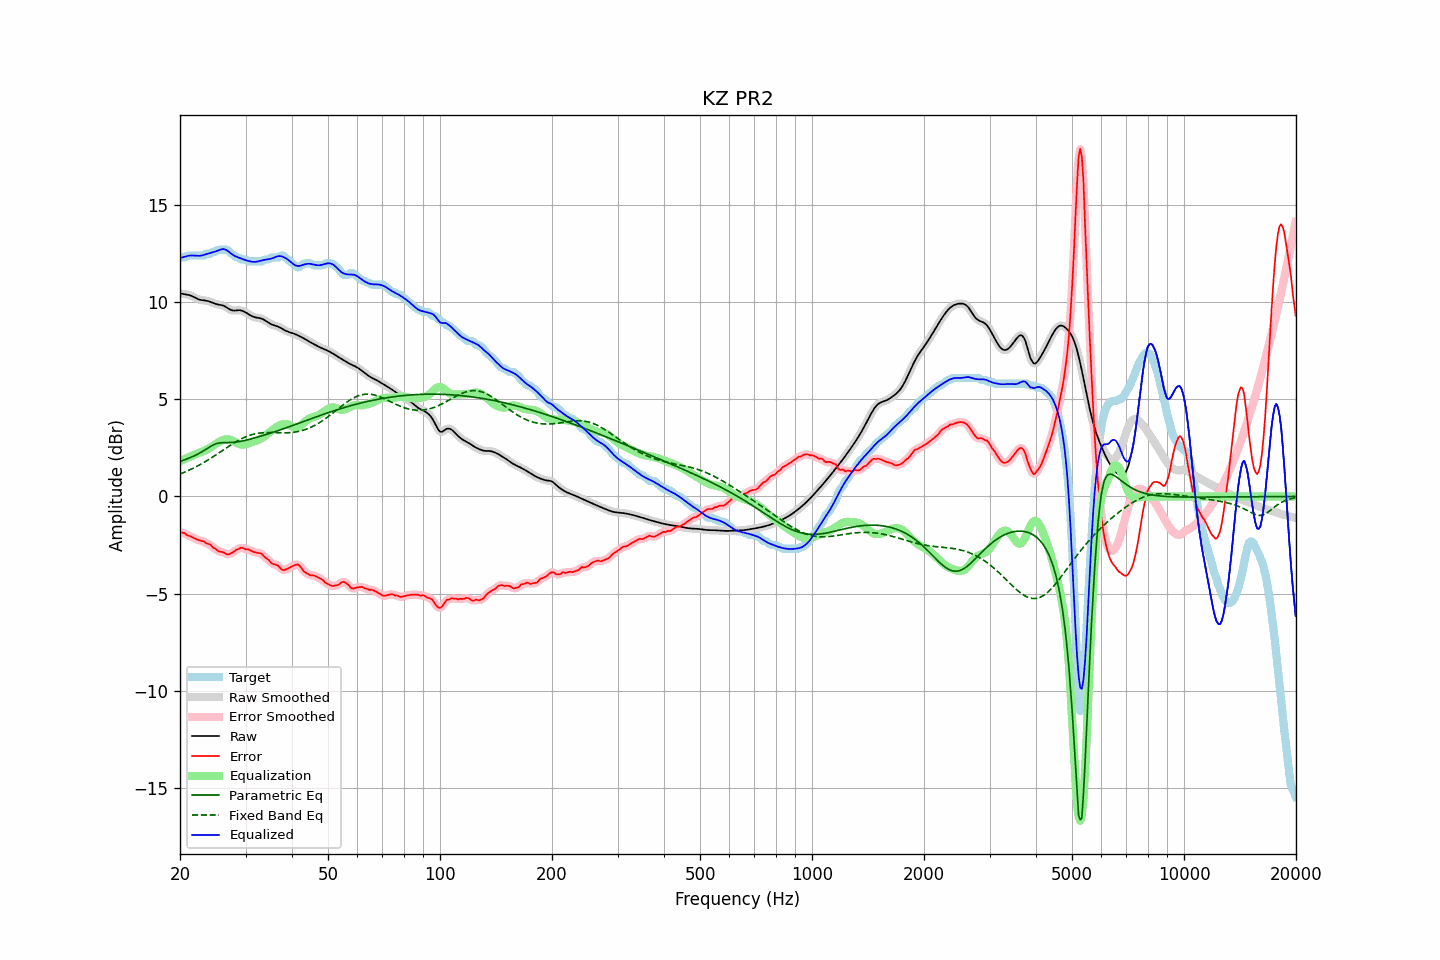 KZ PR2
Amplitude (dBr)
15
10
5
0
−5
−10
−15
Target
Raw Smoothed
Error Smoothed
Raw
Error
Equalization
Parametric Eq
Fixed Band Eq
Equalized
20 50 100 200 500 1000 2000 5000 10000 20000
Frequency (Hz)